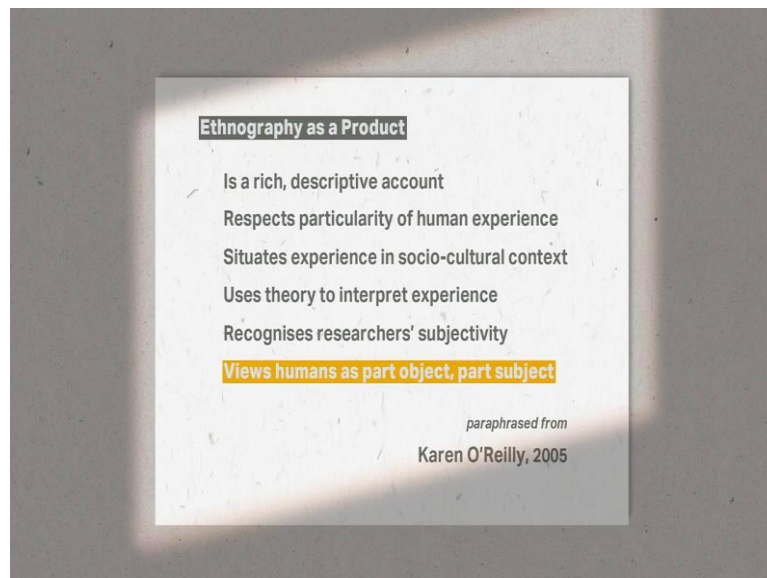 Ethnography as a Product
Is a rich, descriptive account
Respects particularity of human experience
Situates experience in socio-cultural context
Uses theory to interpret experience
Recognises researchers' subjectivity
Views humans as part object, part subject
paraphrased from
Karen O'Reilly, 2005